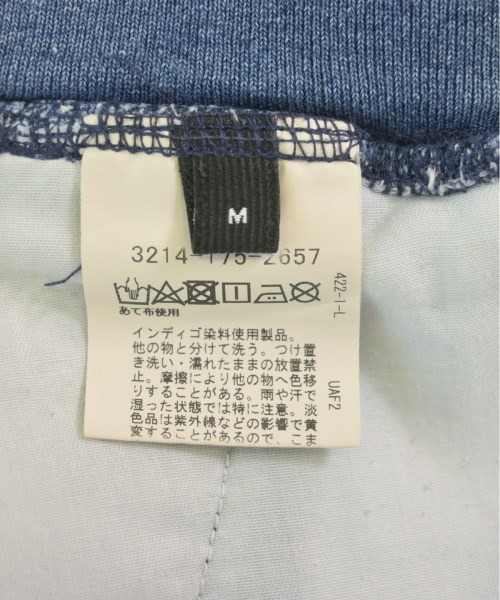 M
3214-175-2657
あて布使用
インディゴ染料使用製品。
他の物と分けて洗う。つけ置
き洗い・濡れたままの放置禁
止。摩擦により他の物へ色移
りすることがある。雨や汗で
湿った状態では特に注意。淡
色品は紫外線などの影響で黄
変することがあるので、こま
422-I-L
UAF2